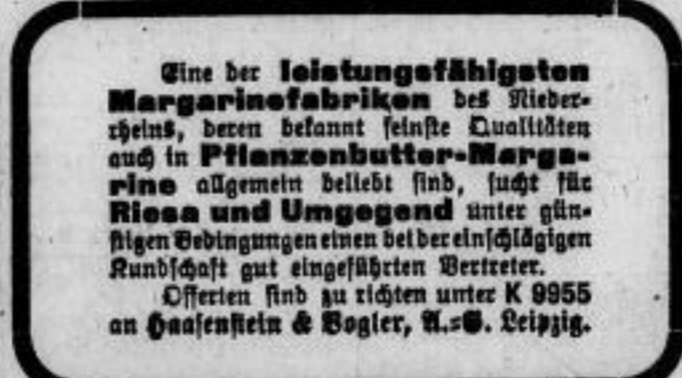 Eine der leistungsfähigsten
Margarinefabriken des Nieder-
rheins, deren bekannt feinste Qualitäten
auch in Pflanzenbutter-Marga-
rine allgemein beliebt sind, sucht für
Riesa und Umgegend unter gün-
stigen Bedingungen einen bei der einschlägigen
Kundschaft gut eingeführten Vertreter.
Offerten sind zu richten unter K 9955
an Haasenstein & Vogler, A.=G. Leipzig.